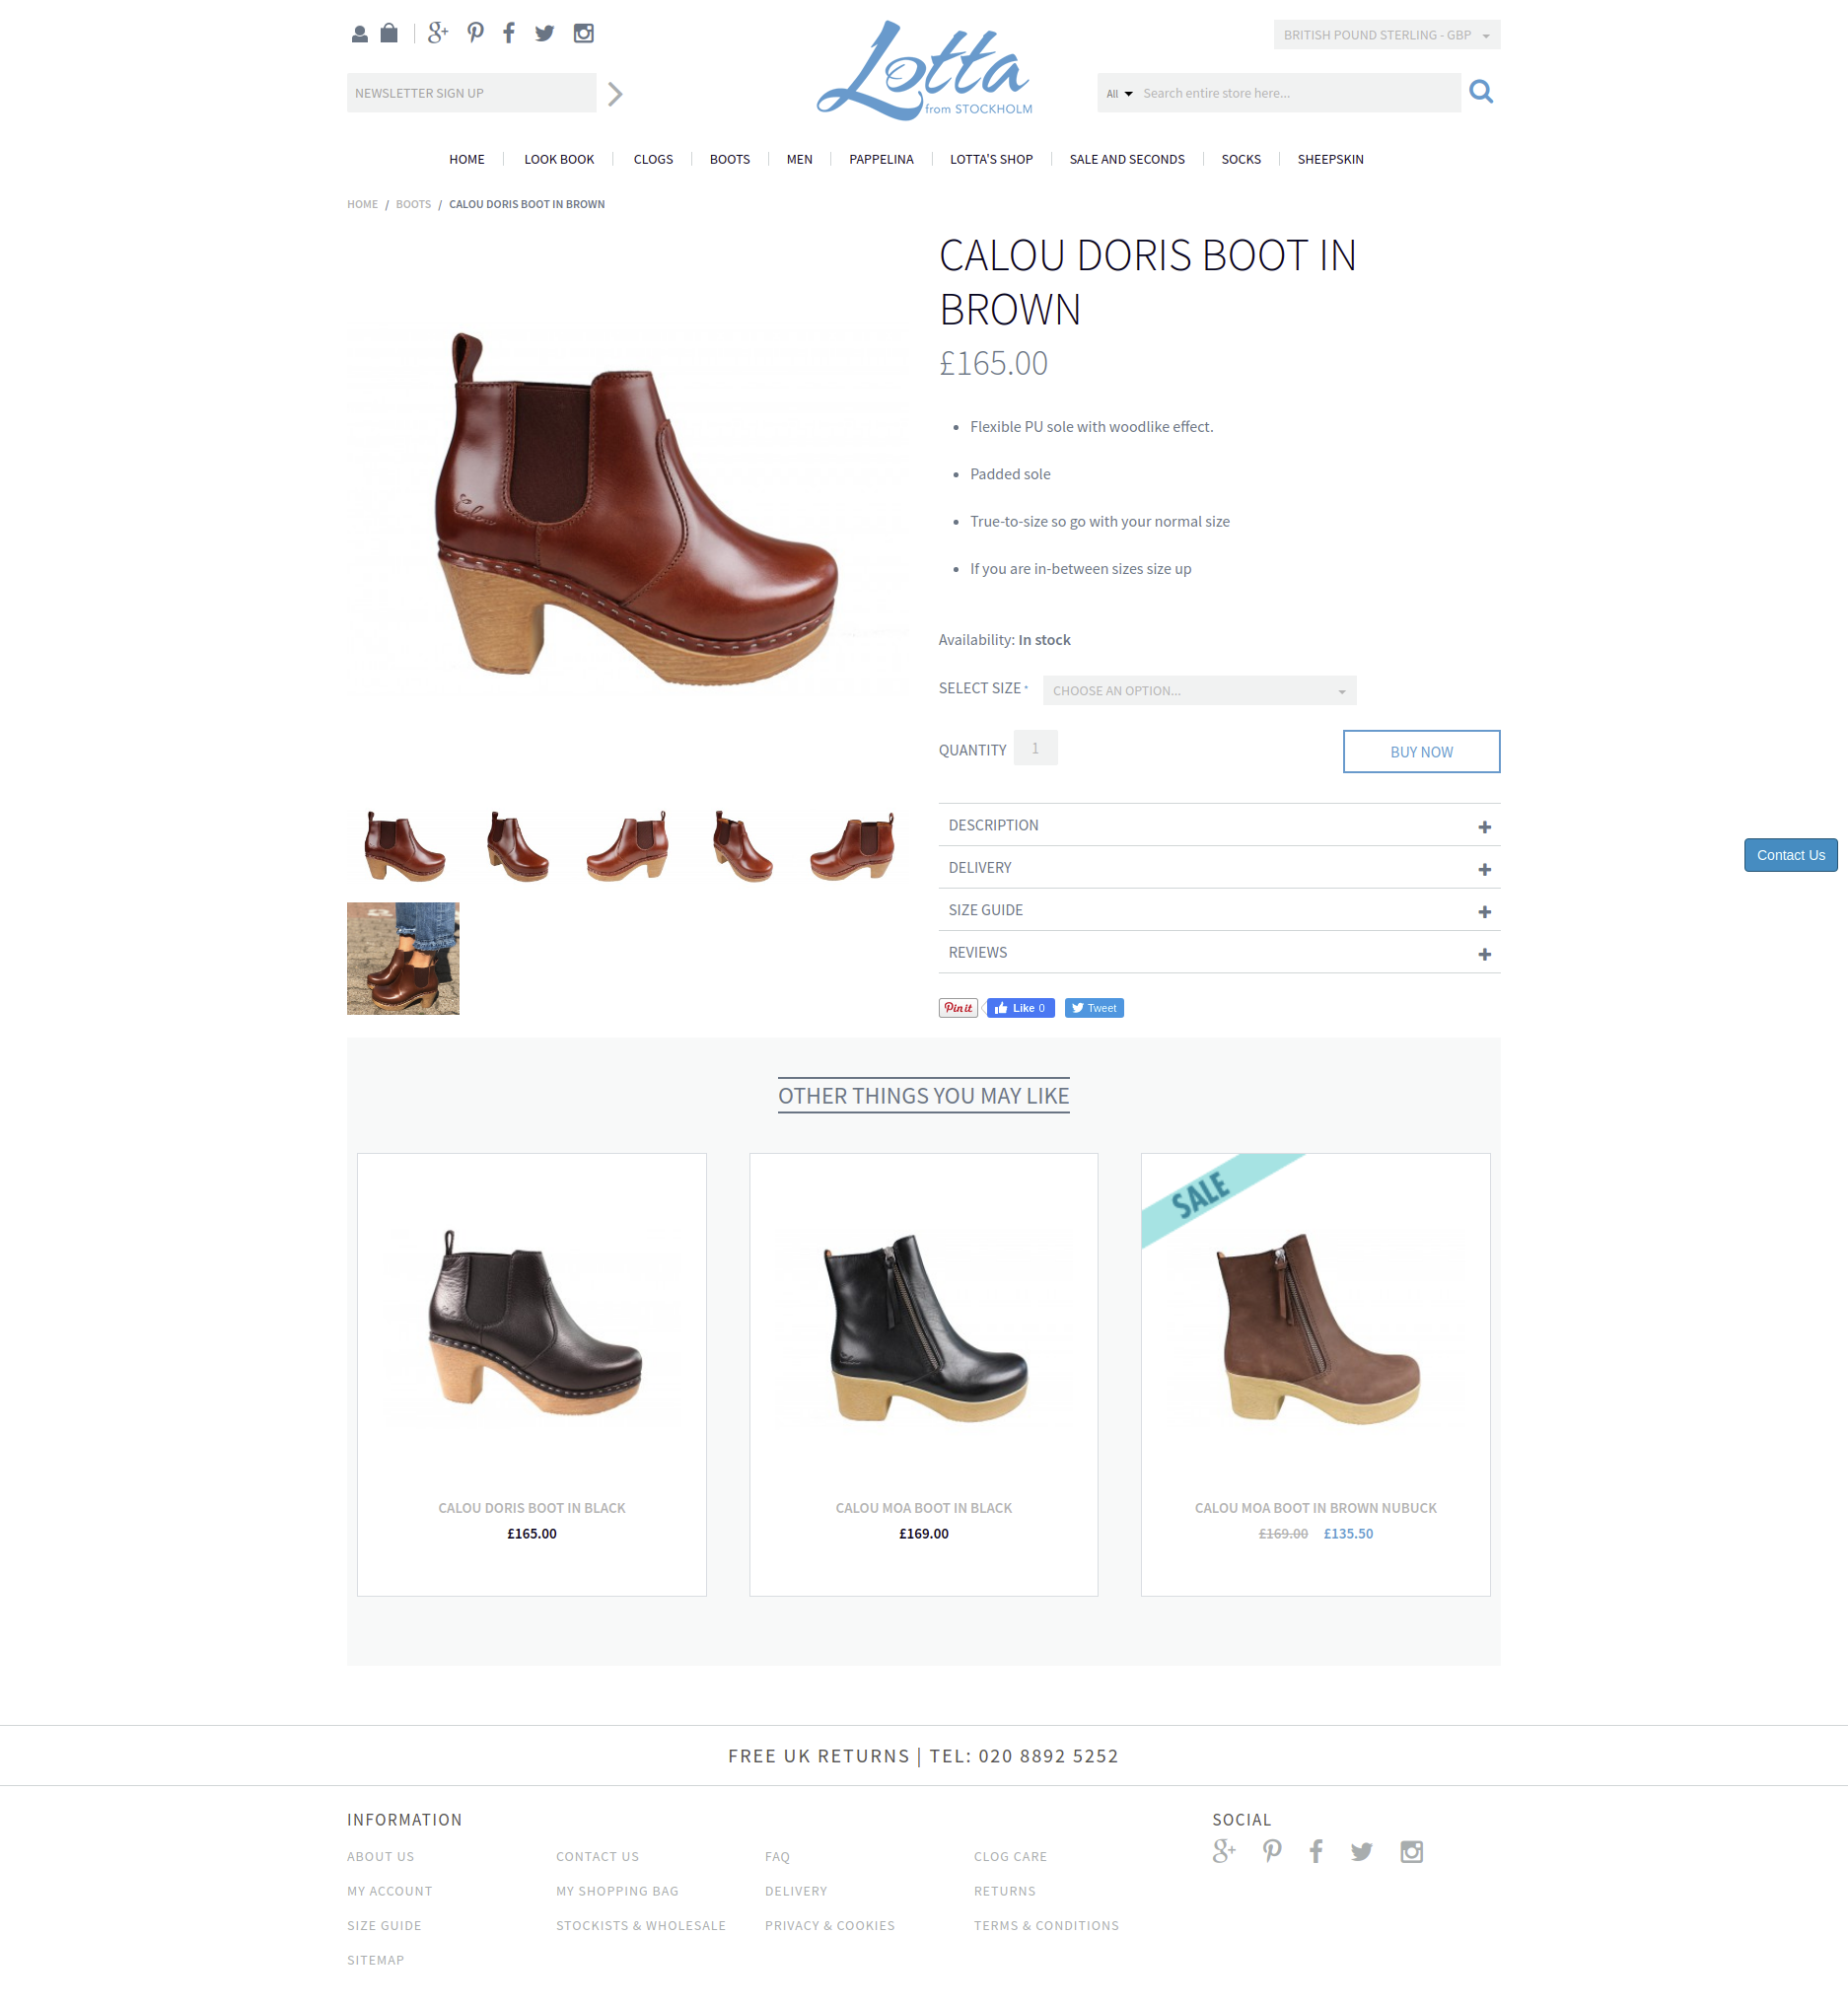 NEWSLETTER SIGN UP
Lotta
from STOCKHOLM
BRITISH POUND STERLING - GBP
All
Search entire store here...
HOME
LOOK BOOK
CLOGS
BOOTS
MEN
PAPPELINA
LOTTA'S SHOP
SALE AND SECONDS
SOCKS
SHEEPSKIN
HOME / BOOTS / CALOU DORIS BOOT IN BROWN
CALOU DORIS BOOT IN
BROWN
£165.00
Flexible PU sole with woodlike effect.
Padded sole
True-to-size so go with your normal size
If you are in-between sizes size up
Availability: In stock
SELECT SIZE *
CHOOSE AN OPTION...
QUANTITY 1
BUY NOW
DESCRIPTION
DELIVERY
SIZE GUIDE
REVIEWS
Contact Us
Pin it
Like 0
Tweet
OTHER THINGS YOU MAY LIKE
SALE
CALOU DORIS BOOT IN BLACK
£165.00
CALOU MOA BOOT IN BLACK
£169.00
CALOU MOA BOOT IN BROWN NUBUCK
£169.00 £135.50
FREE UK RETURNS | TEL: 020 8892 5252
INFORMATION
ABOUT US
CONTACT US
FAQ
CLOG CARE
MY ACCOUNT
MY SHOPPING BAG
DELIVERY
RETURNS
SIZE GUIDE
STOCKISTS & WHOLESALE
PRIVACY & COOKIES
TERMS & CONDITIONS
SITEMAP
SOCIAL